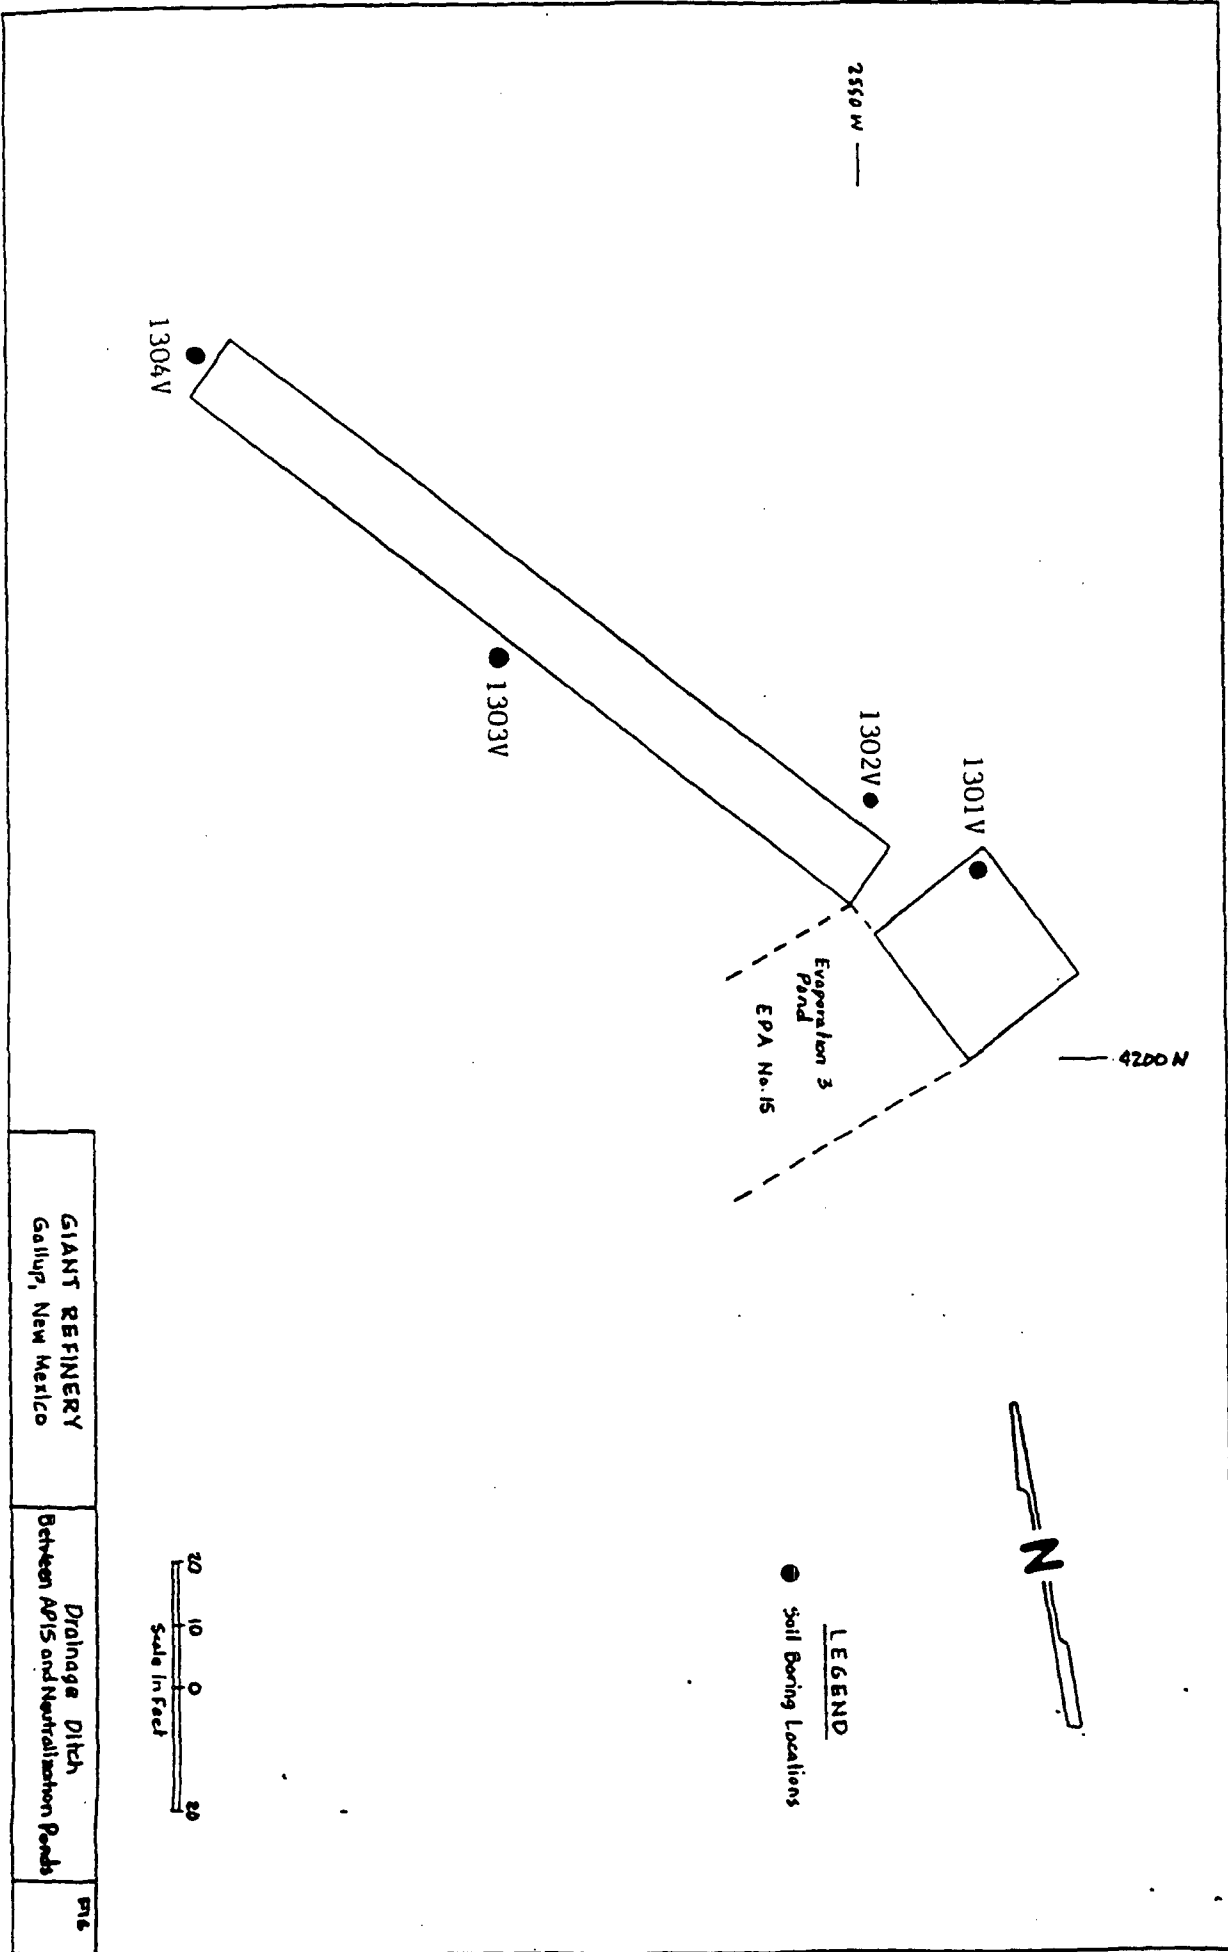 2550 W
4200 N
1301V
1302V
1303V
1304V
Evaporation 3
Pond
EPA No. 15
N
LEGEND
Soil Boring Locations
20 10 0 20
Scale in Feet
GIANT REFINERY
Gallup, New Mexico
Drainage Ditch
Between APIS and Neutralization Ponds